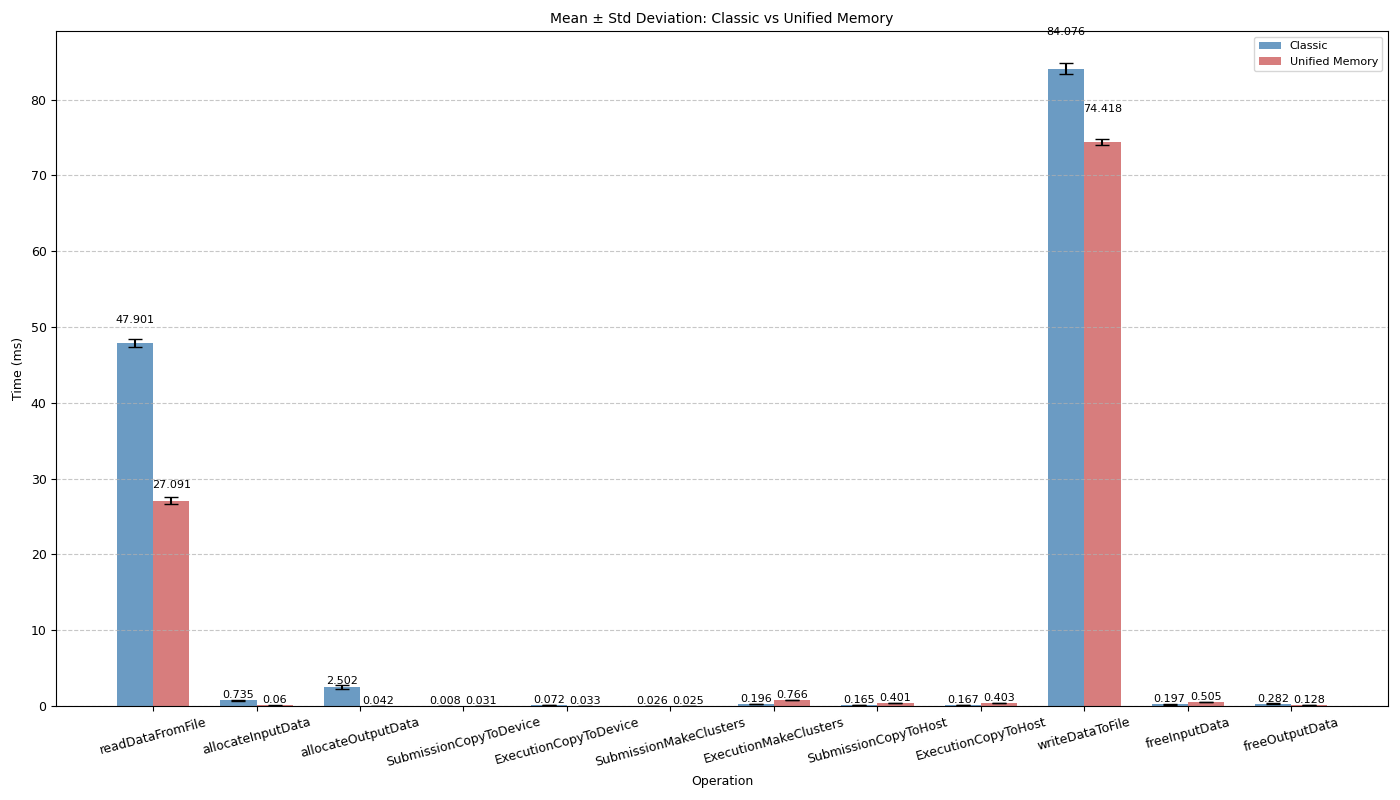 Mean ± Std Deviation: Classic vs Unified Memory
84.076
Classic
Unified Memory
80
74.418
70
60
50
47.901
Time (ms)
40
30
27.091
20
10
2.502
0.735 0.06 0.042 0.008 0.031 0.072 0.033 0.026 0.025 0.196 0.766 0.165 0.401 0.167 0.403 0.197 0.505 0.282 0.128
0
readDataFromFile
allocateInputData
allocateOutputData
SubmissionCopyToDevice
ExecutionCopyToDevice
SubmissionMakeClusters
ExecutionMakeClusters
SubmissionCopyToHost
ExecutionCopyToHost
writeDataToFile
freeInputData
freeOutputData
Operation